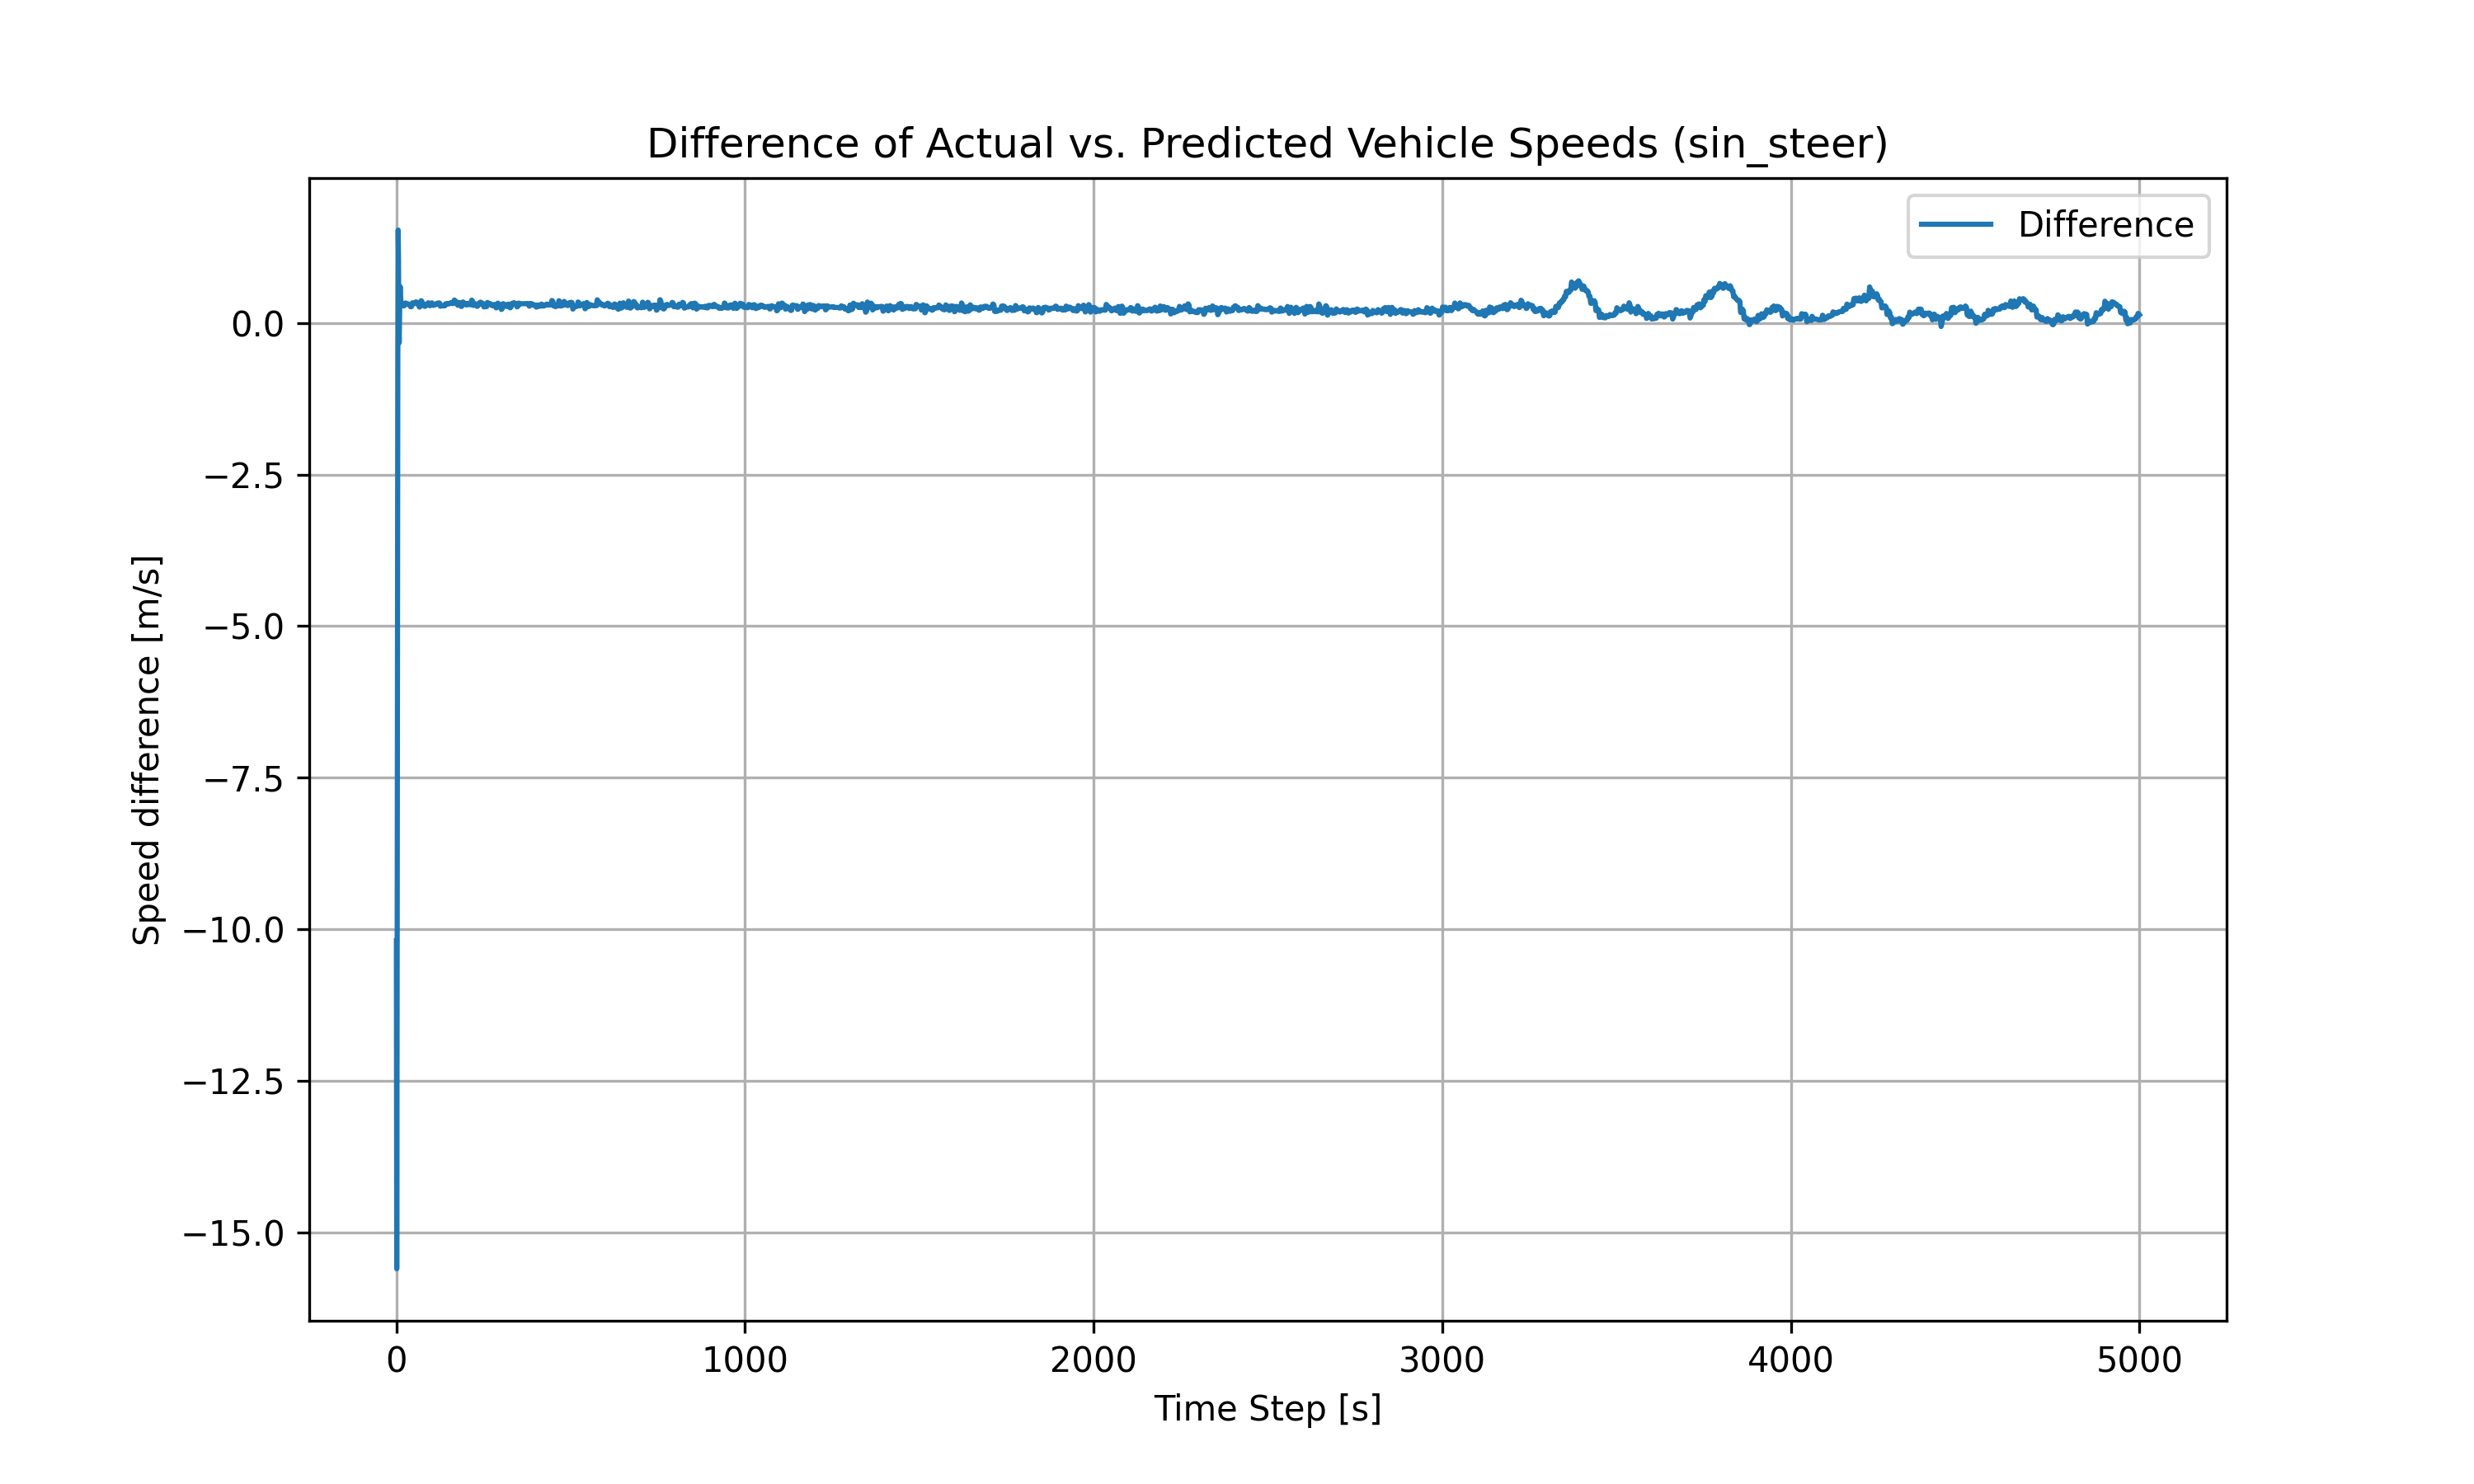 Difference of Actual vs. Predicted Vehicle Speeds (sin_steer)
Difference
Speed difference [m/s]
0.0
−2.5
−5.0
−7.5
−10.0
−12.5
−15.0
0 1000 2000 3000 4000 5000
Time Step [s]